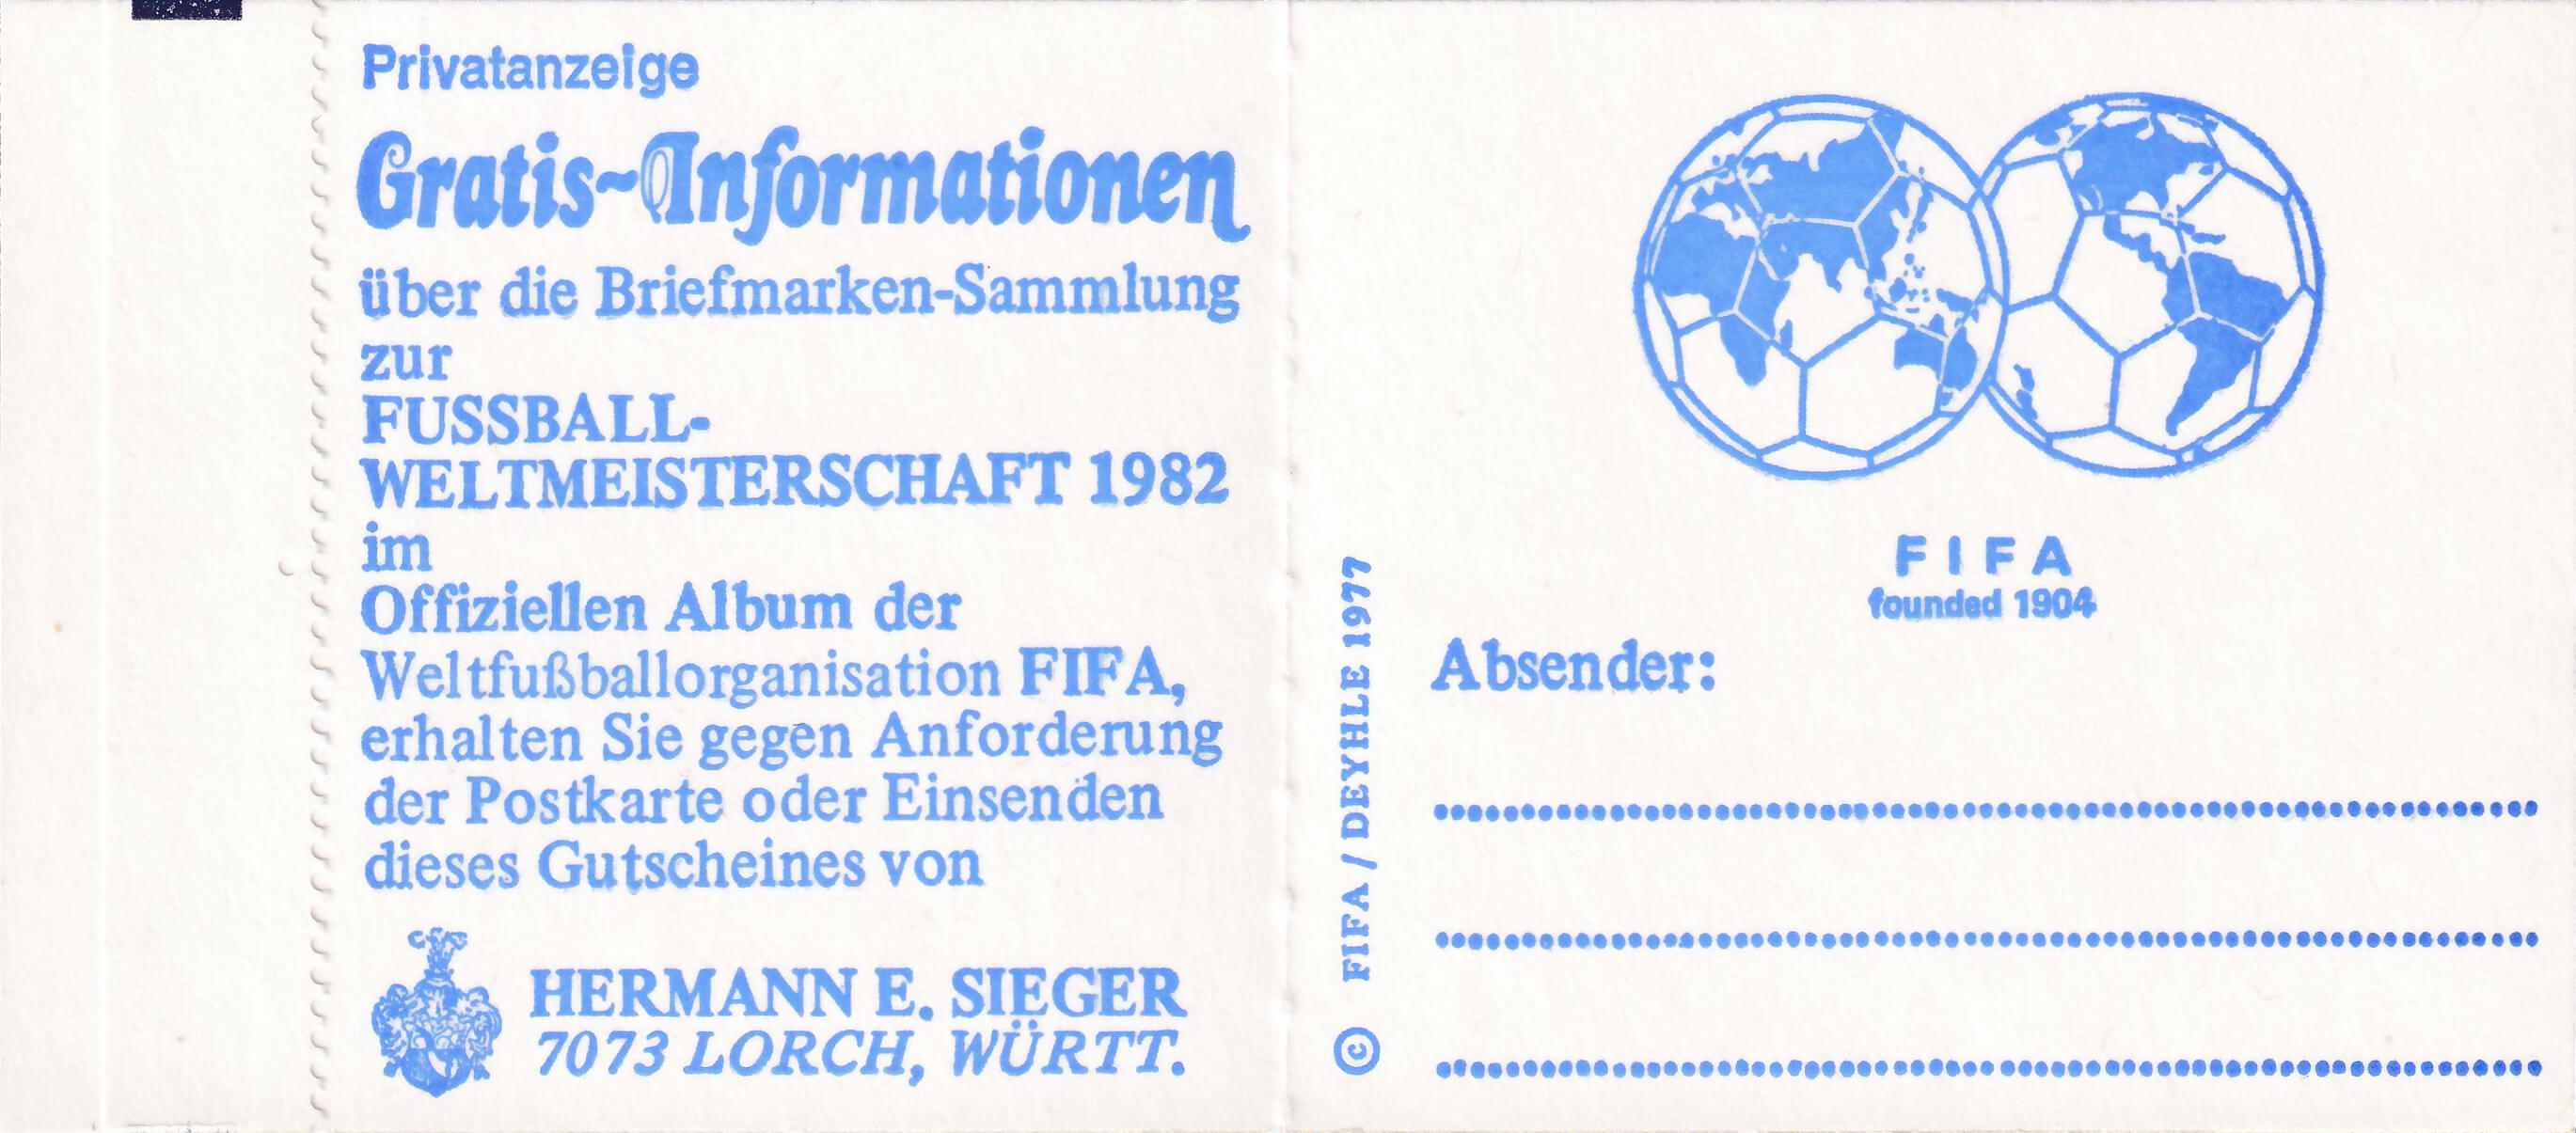 Privatanzeige
Gratis-Informationen
über die Briefmarken-Sammlung
zur
FUSSBALL-
WELTMEISTERSCHAFT 1982
im
Offiziellen Album der
Weltfußballorganisation FIFA,
erhalten Sie gegen Anforderung
der Postkarte oder Einsenden
dieses Gutscheines von
HERMANN E. SIEGER
7073 LORCH, WÜRTT.
© FIFA / DEYHLE 1977
FIFA
founded 1904
Absender: